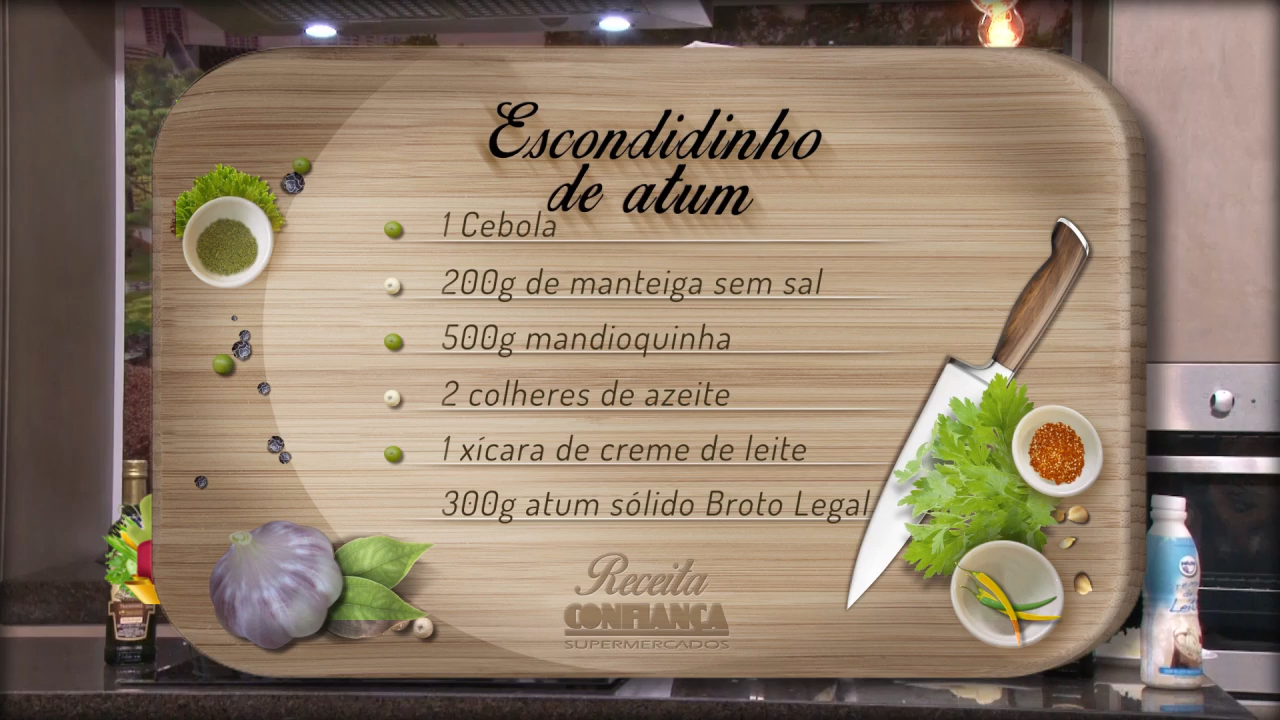 Escondidinho
de atum
1 Cebola
200g de manteiga sem sal
500g mandioquinha
2 colheres de azeite
1 xícara de creme de leite
300g atum sólido Broto Legal
Receita
CONFIANÇA
SUPERMERCADOS